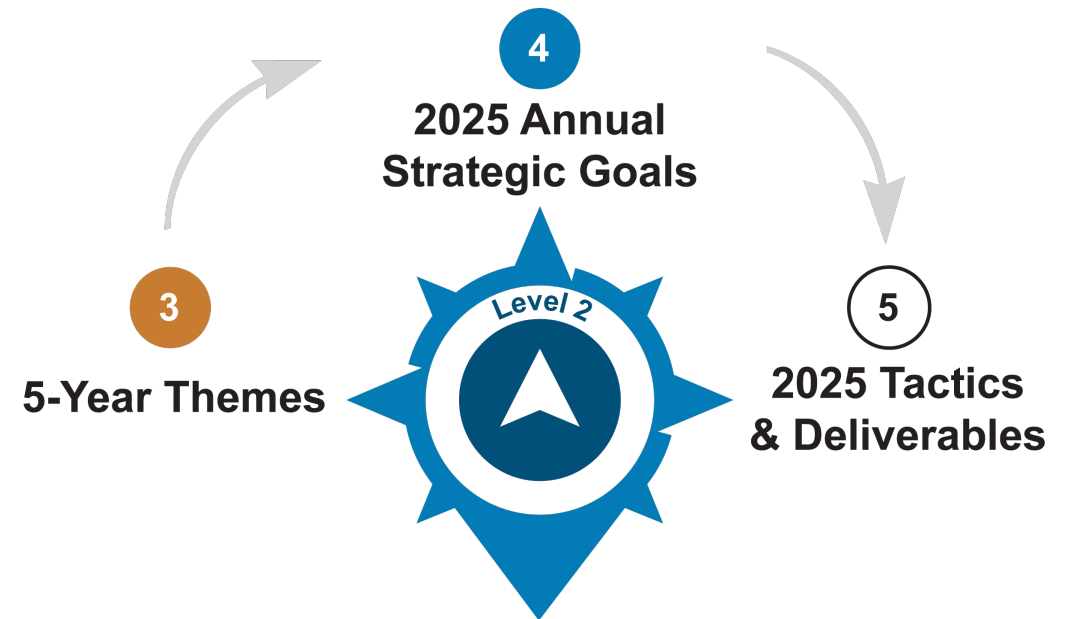 4
2025 Annual
Strategic Goals
3
5-Year Themes
Level 2
5
2025 Tactics
& Deliverables